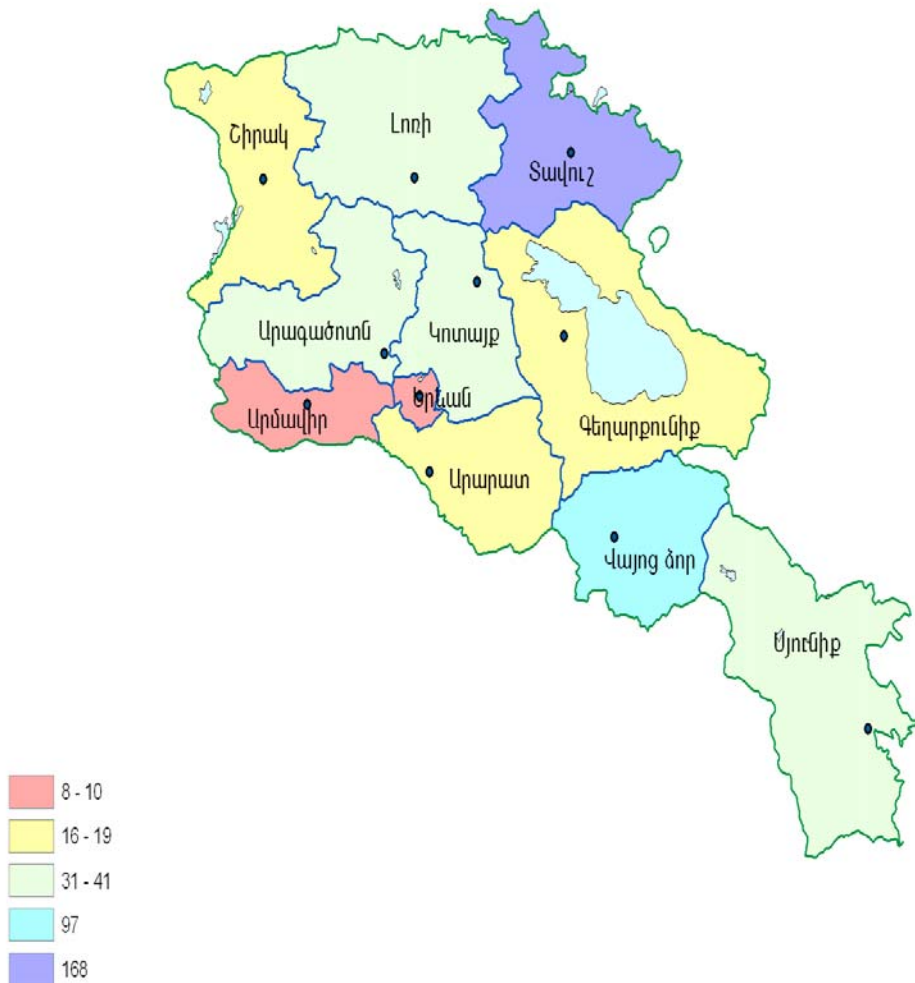 Շիրակ
Լոռի
Տավուշ
Արագածոտն
Կոտայք
Երևան
Արմավիր
Գեղարքունիք
Արարատ
Վայոց ձոր
Սյունիք
8 - 10
16 - 19
31 - 41
97
168